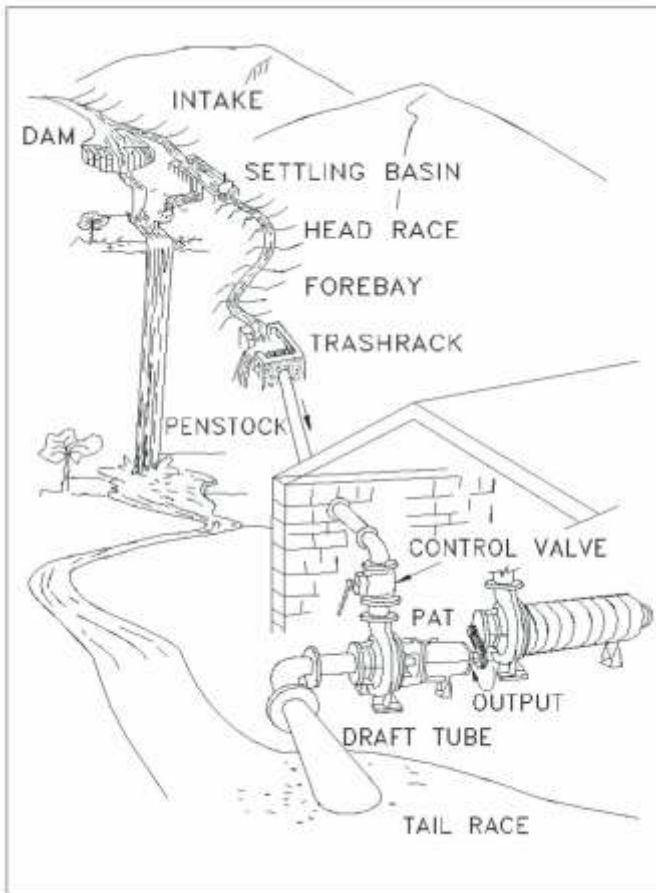 INTAKE
DAM
SETTLING BASIN
HEAD RACE
FOREBAY
TRASHRACK
PENSTOCK
CONTROL VALVE
PAT
OUTPUT
DRAFT TUBE
TAIL RACE